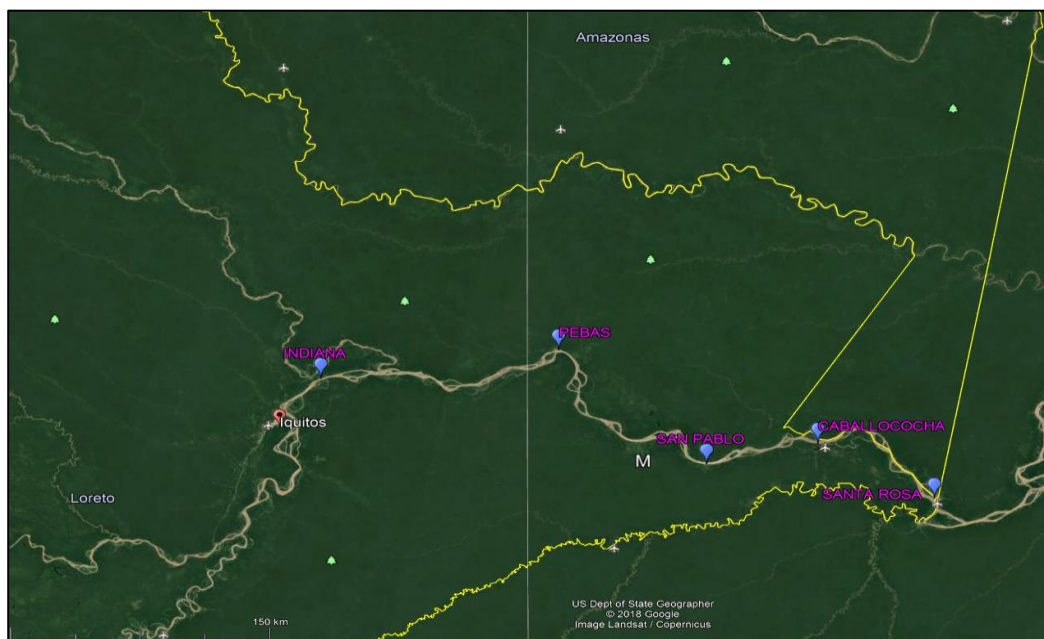 Amazonas
PEBAS
INDIANA
Iquitos
CABALLOCOCHA
SAN PABLO
M
SANTA ROSA
Loreto
150 km
US Dept of State Geographer
© 2018 Google
Image Landsat / Copernicus